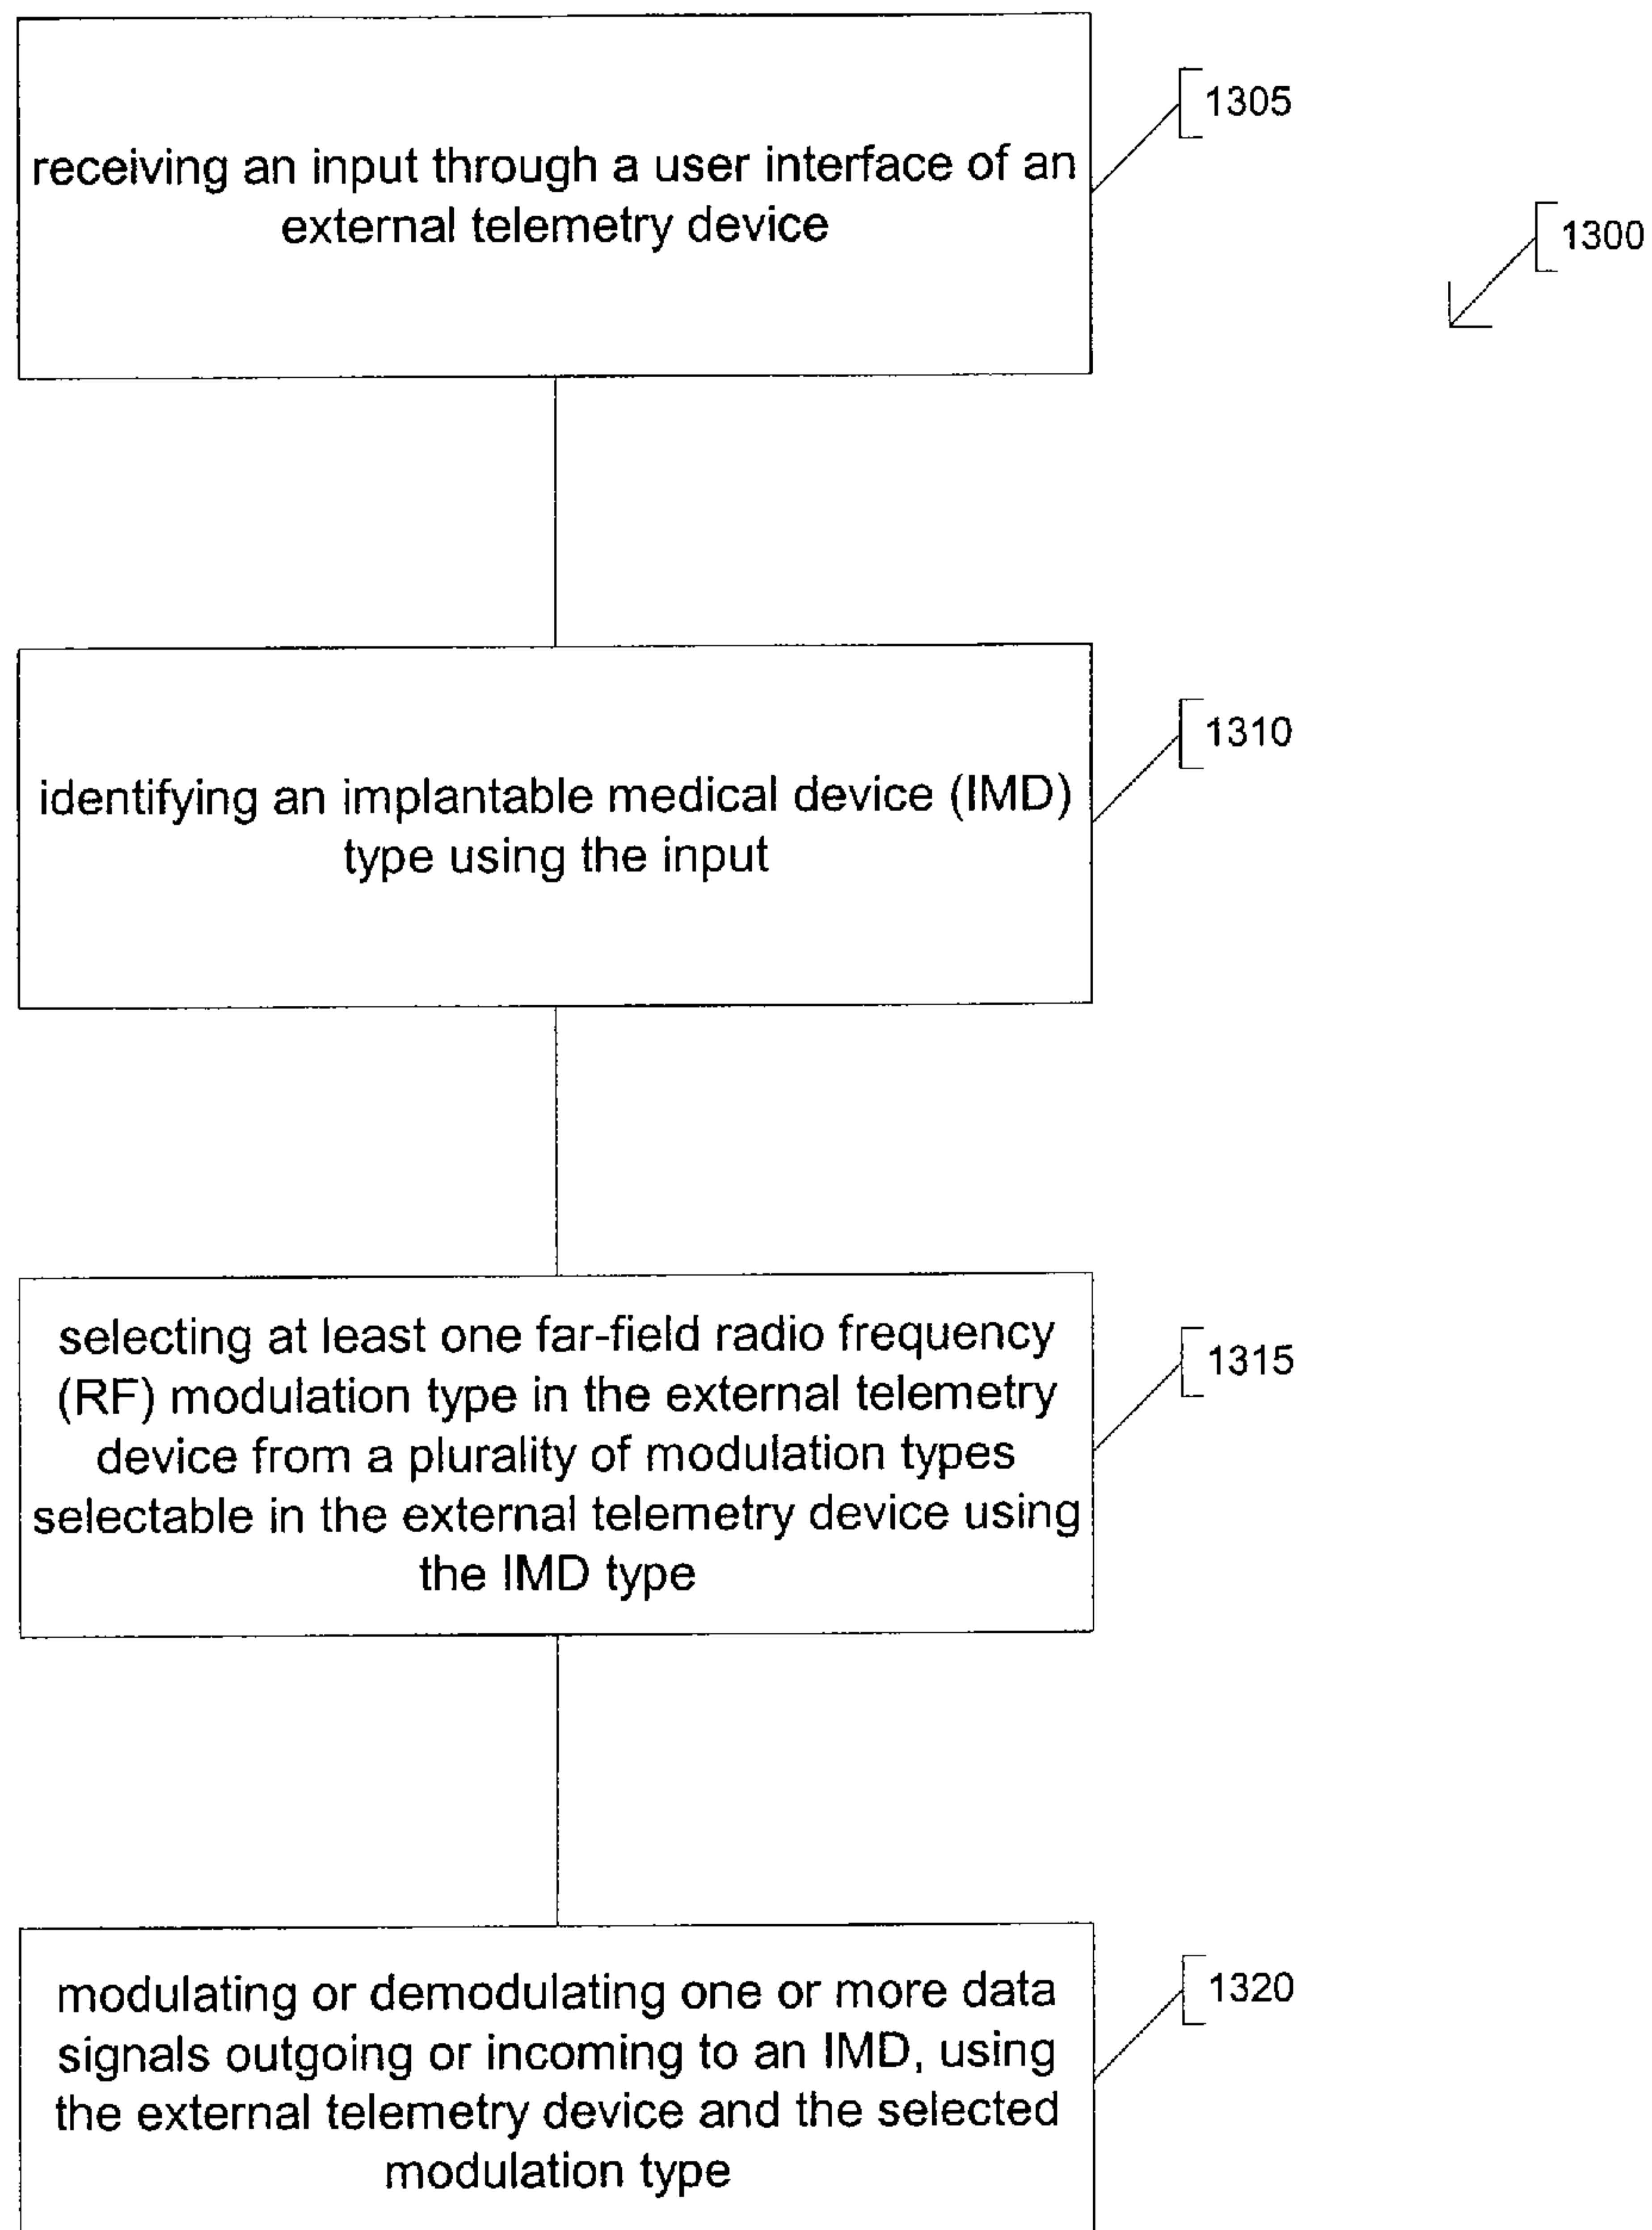 receiving an input through a user interface of an
external telemetry device
1305
1300
identifying an implantable medical device (IMD)
type using the input
1310
selecting at least one far-field radio frequency
(RF) modulation type in the external telemetry
device from a plurality of modulation types
selectable in the external telemetry device using
the IMD type
1315
modulating or demodulating one or more data
signals outgoing or incoming to an IMD, using
the external telemetry device and the selected
modulation type
1320